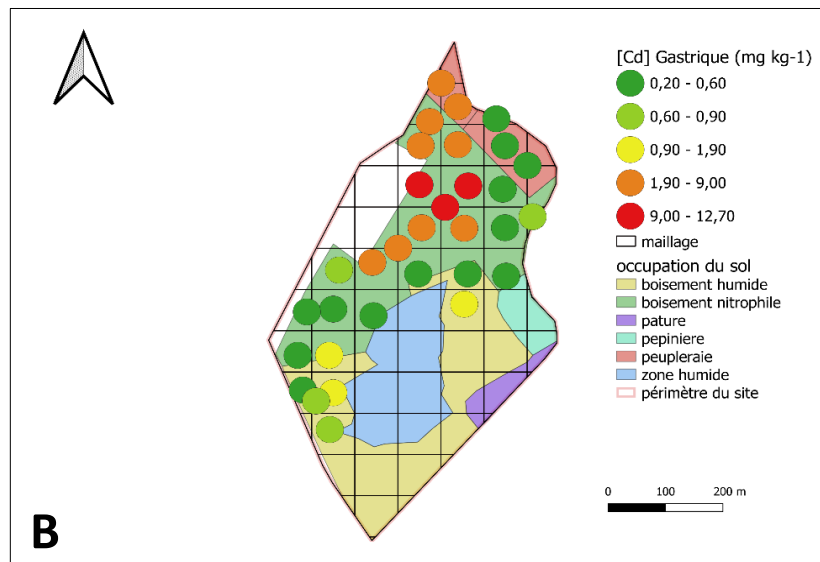 [Cd] Gastrique (mg kg-1)
0,20 - 0,60
0,60 - 0,90
0,90 - 1,90
1,90 - 9,00
9,00 - 12,70
maillage
occupation du sol
boisement humide
boisement nitrophile
pature
pepiniere
peupleraie
zone humide
périmètre du site
0 100 200 m
B